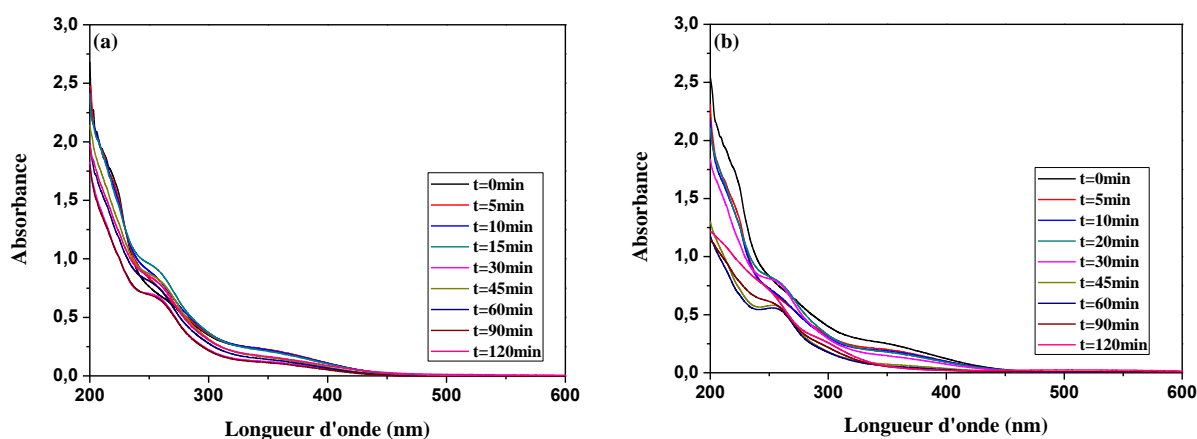 (a)
3,0
2,5
2,0
1,5
1,0
0,5
0,0
Absorbance
t=0min
t=5min
t=10min
t=15min
t=30min
t=45min
t=60min
t=90min
t=120min
200 300 400 500 600
Longueur d'onde (nm)
(b)
3,0
2,5
2,0
1,5
1,0
0,5
0,0
Absorbance
t=0min
t=5min
t=10min
t=20min
t=30min
t=45min
t=60min
t=90min
t=120min
200 300 400 500 600
Longueur d'onde (nm)